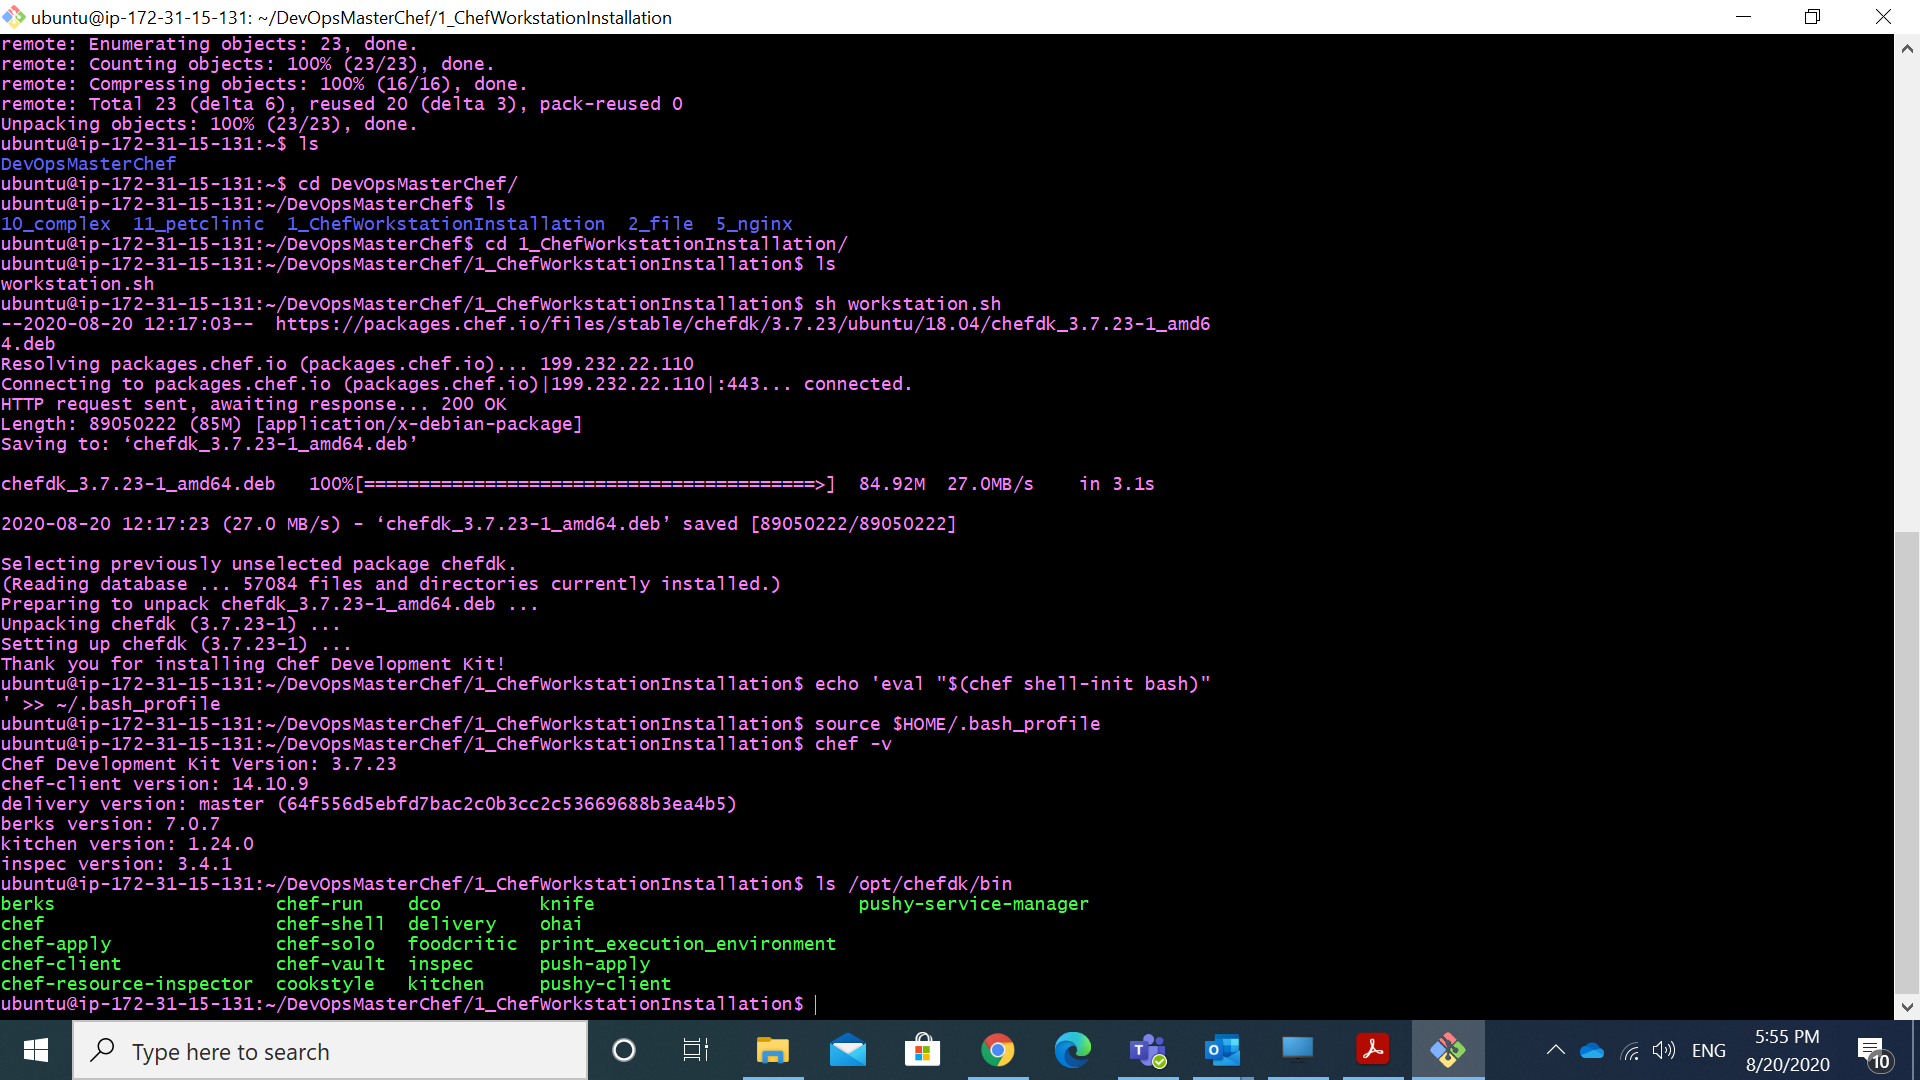 ubuntu@ip-172-31-15-131: ~/DevOpsMasterChef/1_ChefWorkstationInstallation
remote: Enumerating objects: 23, done.
remote: Counting objects: 100% (23/23), done.
remote: Compressing objects: 100% (16/16), done.
remote: Total 23 (delta 6), reused 20 (delta 3), pack-reused 0
Unpacking objects: 100% (23/23), done.
ubuntu@ip-172-31-15-131:~$ ls
DevOpsMasterChef
ubuntu@ip-172-31-15-131:~$ cd DevOpsMasterChef/
ubuntu@ip-172-31-15-131:~/DevOpsMasterChef$ ls
10_complex  11_petclinic  1_ChefWorkstationInstallation  2_file  5_nginx
ubuntu@ip-172-31-15-131:~/DevOpsMasterChef$ cd 1_ChefWorkstationInstallation/
ubuntu@ip-172-31-15-131:~/DevOpsMasterChef/1_ChefWorkstationInstallation$ ls
workstation.sh
ubuntu@ip-172-31-15-131:~/DevOpsMasterChef/1_ChefWorkstationInstallation$ sh workstation.sh
--2020-08-20 12:17:03--  https://packages.chef.io/files/stable/chefdk/3.7.23/ubuntu/18.04/chefdk_3.7.23-1_amd6
4.deb
Resolving packages.chef.io (packages.chef.io)... 199.232.22.110
Connecting to packages.chef.io (packages.chef.io)|199.232.22.110|:443... connected.
HTTP request sent, awaiting response... 200 OK
Length: 89050222 (85M) [application/x-debian-package]
Saving to: ‘chefdk_3.7.23-1_amd64.deb’
chefdk_3.7.23-1_amd64.deb   100%[=========================================>]  84.92M  27.0MB/s    in 3.1s
2020-08-20 12:17:23 (27.0 MB/s) - ‘chefdk_3.7.23-1_amd64.deb’ saved [89050222/89050222]
Selecting previously unselected package chefdk.
(Reading database ... 57084 files and directories currently installed.)
Preparing to unpack chefdk_3.7.23-1_amd64.deb ...
Unpacking chefdk (3.7.23-1) ...
Setting up chefdk (3.7.23-1) ...
Thank you for installing Chef Development Kit!
ubuntu@ip-172-31-15-131:~/DevOpsMasterChef/1_ChefWorkstationInstallation$ echo 'eval "$(chef shell-init bash)"
' >> ~/.bash_profile
ubuntu@ip-172-31-15-131:~/DevOpsMasterChef/1_ChefWorkstationInstallation$ source $HOME/.bash_profile
ubuntu@ip-172-31-15-131:~/DevOpsMasterChef/1_ChefWorkstationInstallation$ chef -v
Chef Development Kit Version: 3.7.23
chef-client version: 14.10.9
delivery version: master (64f556d5ebfd7bac2c0b3cc2c53669688b3ea4b5)
berks version: 7.0.7
kitchen version: 1.24.0
inspec version: 3.4.1
ubuntu@ip-172-31-15-131:~/DevOpsMasterChef/1_ChefWorkstationInstallation$ ls /opt/chefdk/bin
berks                    chef-run    dco         knife                        pushy-service-manager
chef                     chef-shell  delivery    ohai
chef-apply               chef-solo   foodcritic  print_execution_environment
chef-client              chef-vault  inspec      push-apply
chef-resource-inspector  cookstyle   kitchen     pushy-client
ubuntu@ip-172-31-15-131:~/DevOpsMasterChef/1_ChefWorkstationInstallation$
Type here to search
ENG
5:55 PM
8/20/2020
10